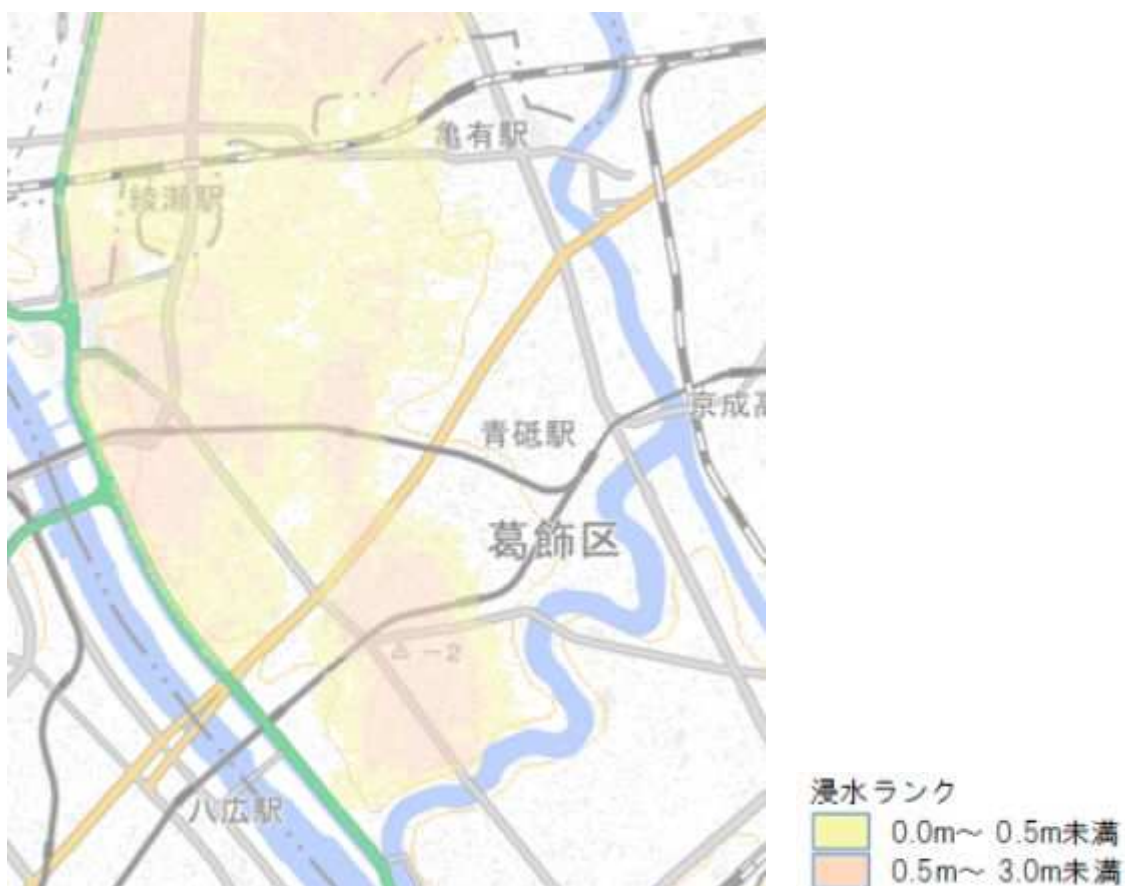 亀有駅
綾瀬駅
京成高
青砥駅
葛飾区
-2
八広駅
浸水ランク
0.0m～ 0.5m未満
0.5m～ 3.0m未満